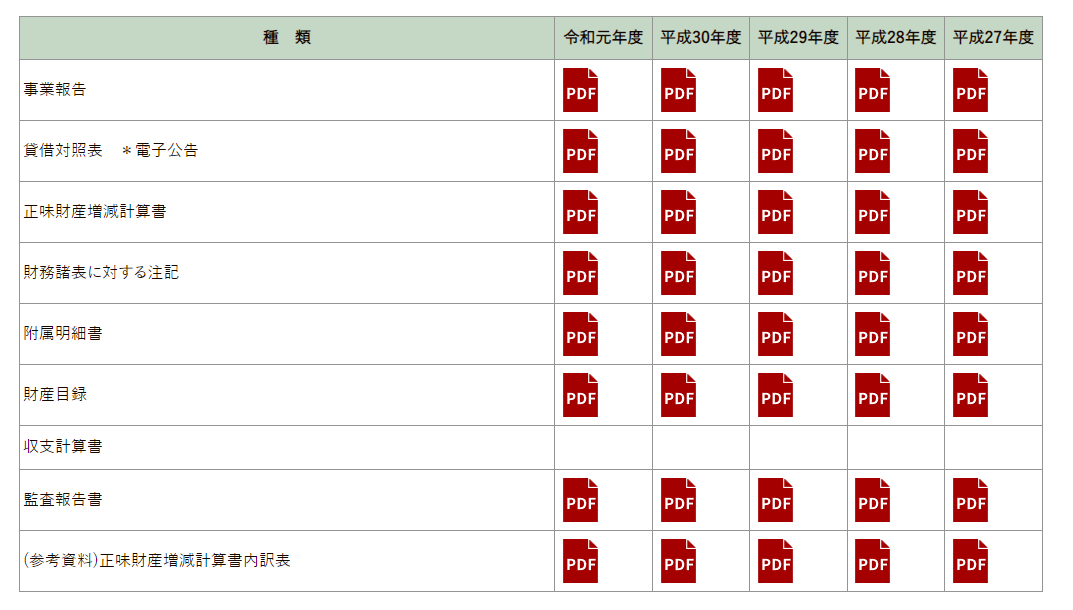 種　類 令和元年度 平成30年度 平成29年度 平成28年度 平成27年度
事業報告 PDF PDF PDF PDF PDF
貸借対照表　＊電子公告 PDF PDF PDF PDF PDF
正味財産増減計算書 PDF PDF PDF PDF PDF
財務諸表に対する注記 PDF PDF PDF PDF PDF
附属明細書 PDF PDF PDF PDF PDF
財産目録 PDF PDF PDF PDF PDF
収支計算書
監査報告書 PDF PDF PDF PDF PDF
(参考資料)正味財産増減計算書内訳表 PDF PDF PDF PDF PDF